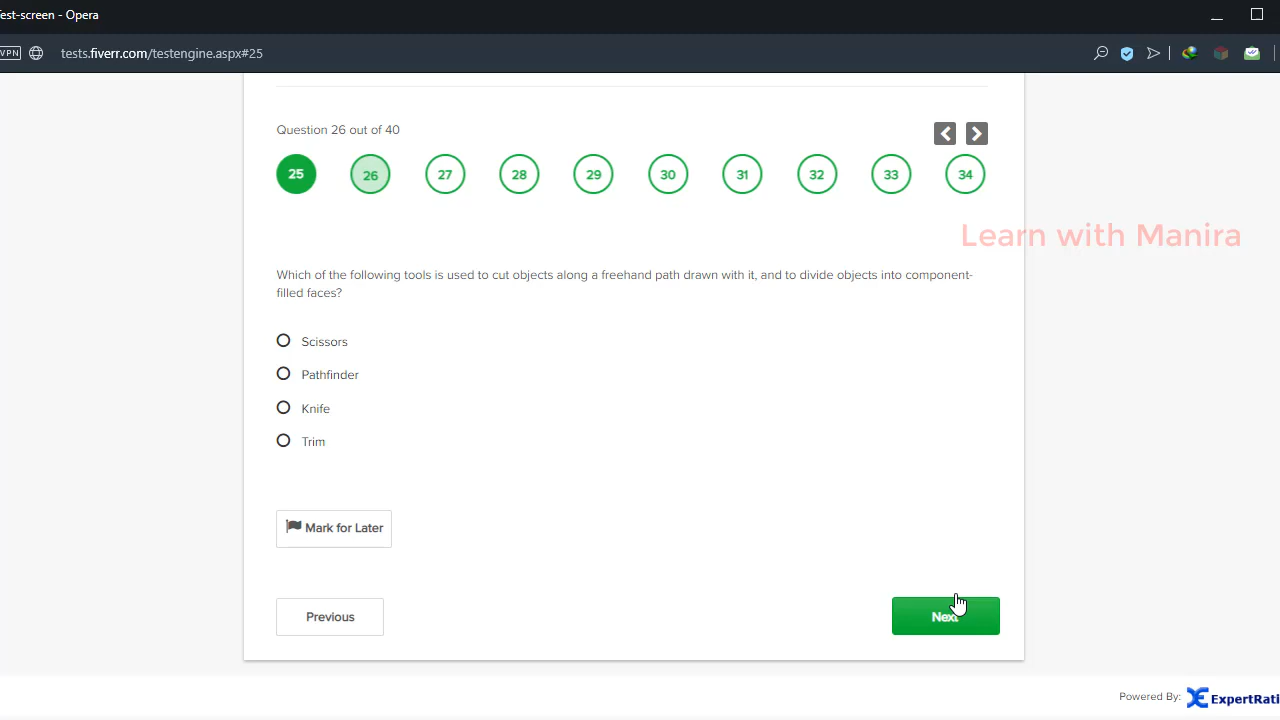 est-screen - Opera
VPN
tests.fiverr.com/testengine.aspx#25
Question 26 out of 40
25 26 27 28 29 30 31 32 33 34
Learn with Manira
Which of the following tools is used to cut objects along a freehand path drawn with it, and to divide objects into component-
filled faces?
Scissors
Pathfinder
Knife
Trim
Mark for Later
Previous
Next
Powered By:
ExpertRati